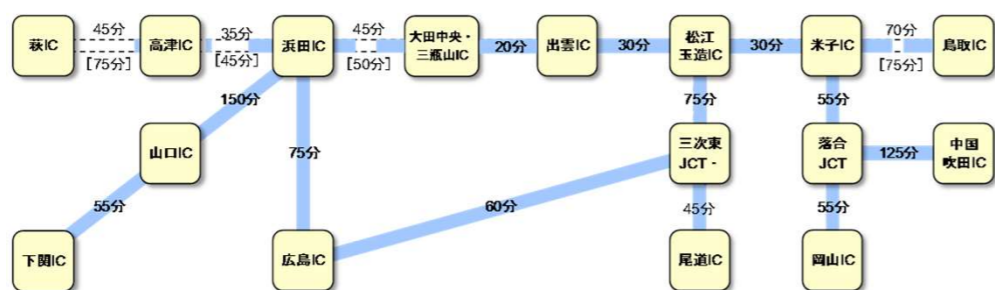 45分
35分
45分
70分
萩IC
高津IC
浜田IC
大田中央・
三瓶山IC
20分
出雲IC
30分
松江
玉造IC
30分
米子IC
鳥取IC
[75分]
[45分]
[50分]
[75分]
150分
75分
55分
山口IC
75分
三次東
JCT -
落合
JCT
125分
中国
吹田IC
55分
60分
45分
55分
下関IC
広島IC
尾道IC
岡山IC